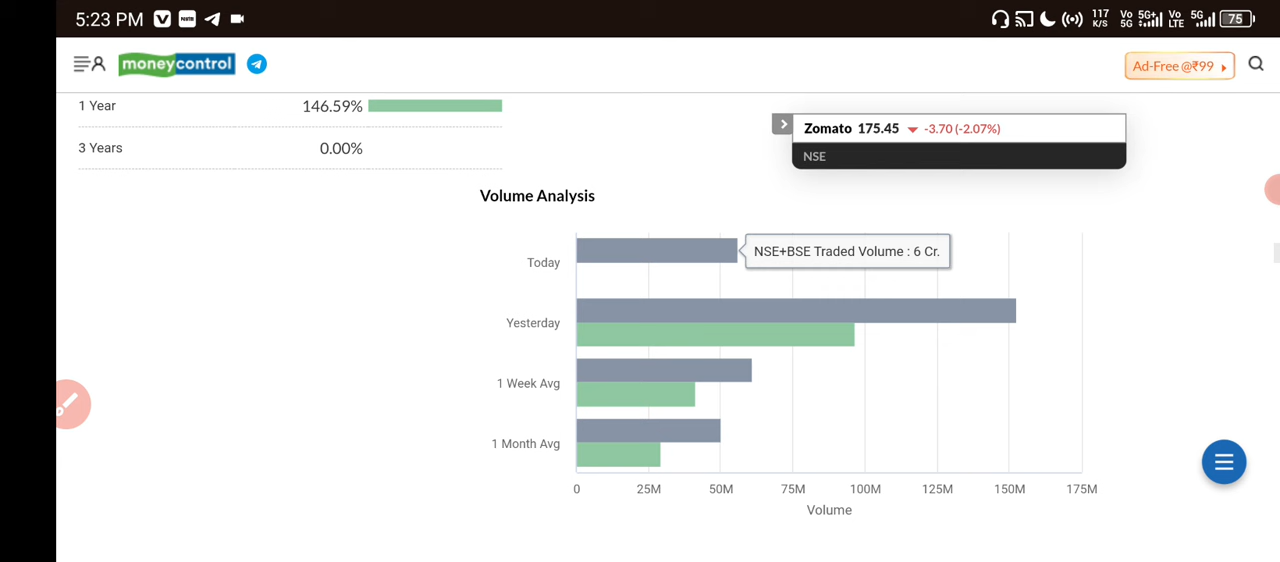 5:23 PM
117
K/S
Vo
5G
5G+
Vo
LTE
5G
75
moneycontrol
Ad-Free @₹99
1 Year 146.59%
3 Years 0.00%
Zomato 175.45 -3.70 (-2.07%)
NSE
Volume Analysis
Today
NSE+BSE Traded Volume : 6 Cr.
Yesterday
1 Week Avg
1 Month Avg
0 25M 50M 75M 100M 125M 150M 175M
Volume